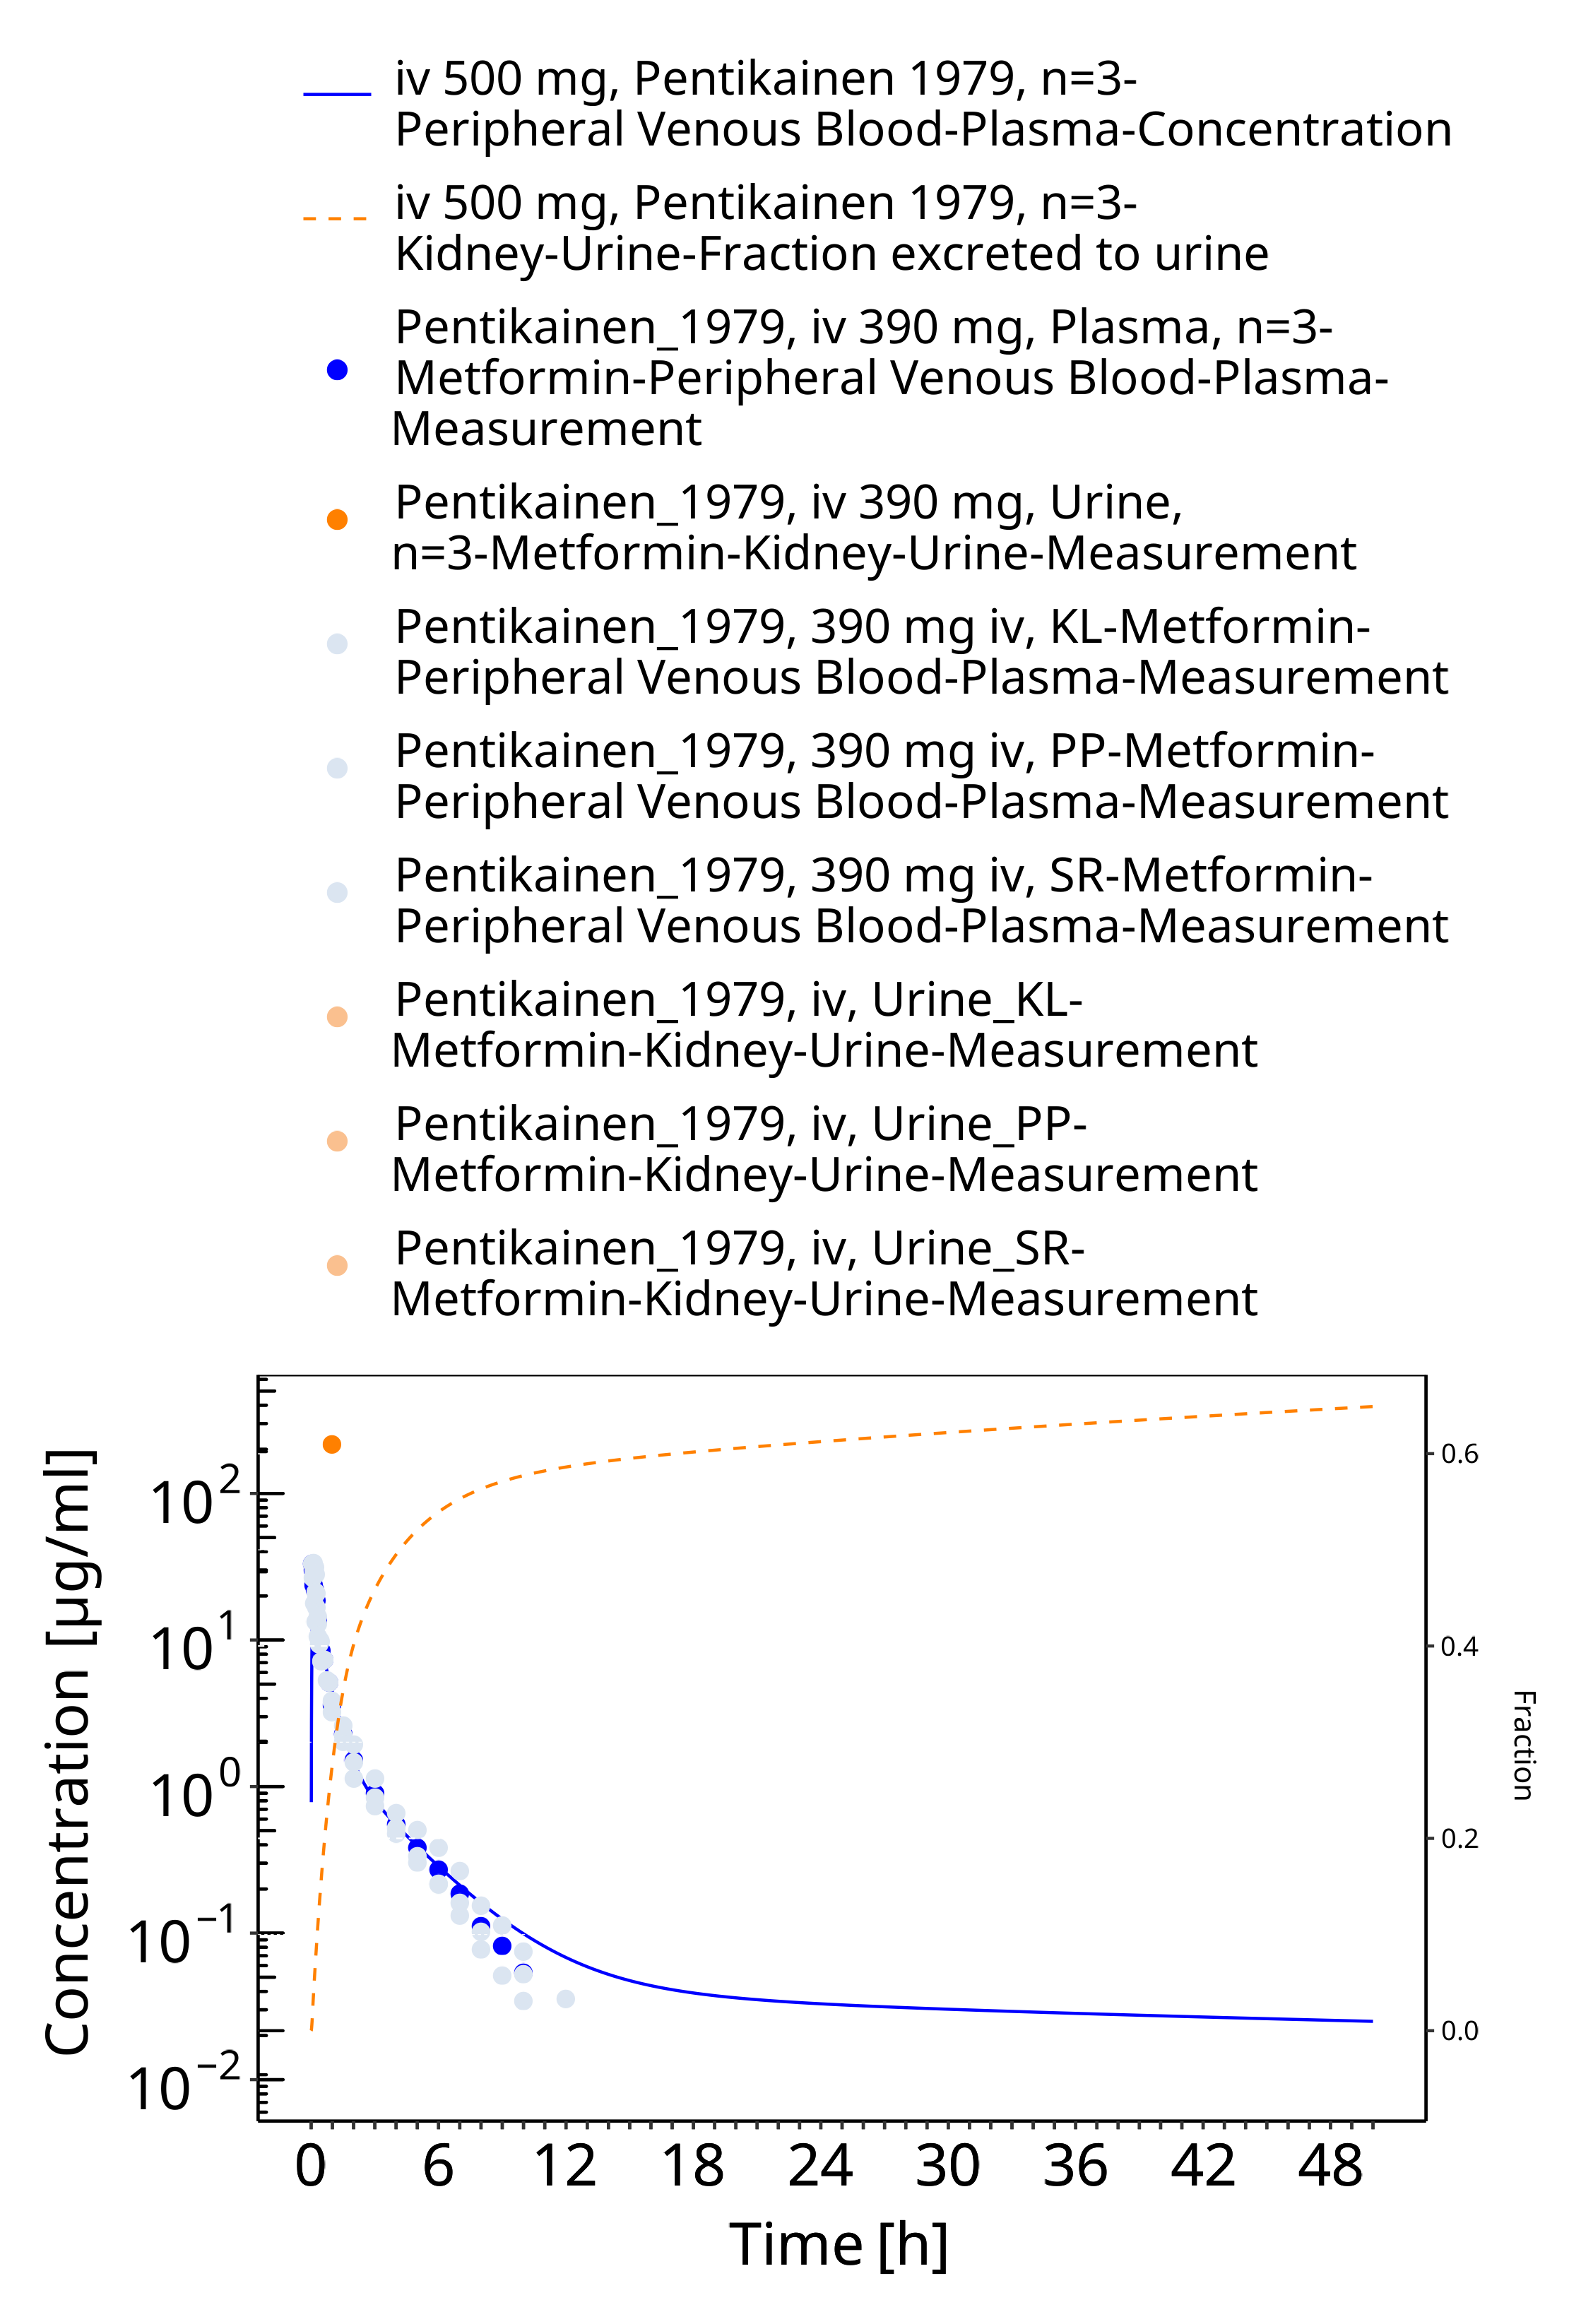 iv 500 mg, Pentikainen 1979, n=3-
Peripheral Venous Blood-Plasma-Concentration
iv 500 mg, Pentikainen 1979, n=3-
Kidney-Urine-Fraction excreted to urine
Pentikainen_1979, iv 390 mg, Plasma, n=3-
Metformin-Peripheral Venous Blood-Plasma-
Measurement
Pentikainen_1979, iv 390 mg, Urine,
n=3-Metformin-Kidney-Urine-Measurement
Pentikainen_1979, 390 mg iv, KL-Metformin-
Peripheral Venous Blood-Plasma-Measurement
Pentikainen_1979, 390 mg iv, PP-Metformin-
Peripheral Venous Blood-Plasma-Measurement
Pentikainen_1979, 390 mg iv, SR-Metformin-
Peripheral Venous Blood-Plasma-Measurement
Pentikainen_1979, iv, Urine_KL-
Metformin-Kidney-Urine-Measurement
Pentikainen_1979, iv, Urine_PP-
Metformin-Kidney-Urine-Measurement
Pentikainen_1979, iv, Urine_SR-
Metformin-Kidney-Urine-Measurement
Concentration [µg/ml]
10²
10¹
10⁰
10⁻¹
10⁻²
0.6
0.4
0.2
0.0
Fraction
0 6 12 18 24 30 36 42 48
Time [h]